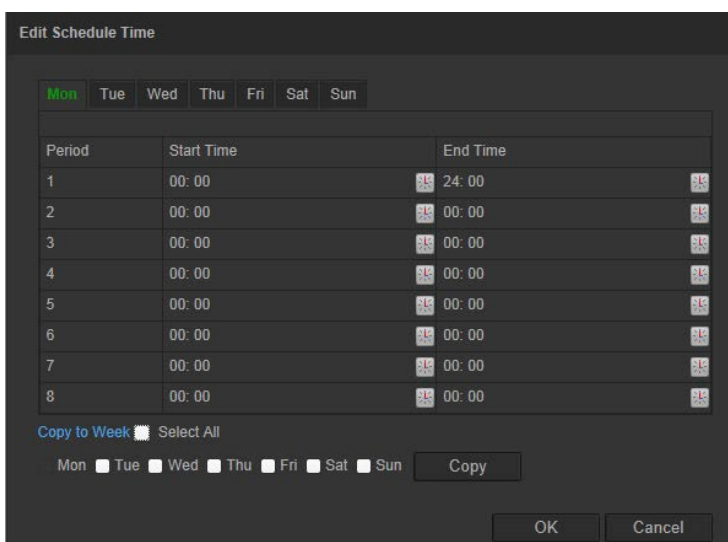 Edit Schedule Time
Mon Tue Wed Thu Fri Sat Sun
Period Start Time End Time
1 00: 00 24: 00
2 00: 00 00: 00
3 00: 00 00: 00
4 00: 00 00: 00
5 00: 00 00: 00
6 00: 00 00: 00
7 00: 00 00: 00
8 00: 00 00: 00
Copy to Week Select All
Mon Tue Wed Thu Fri Sat Sun Copy
OK Cancel